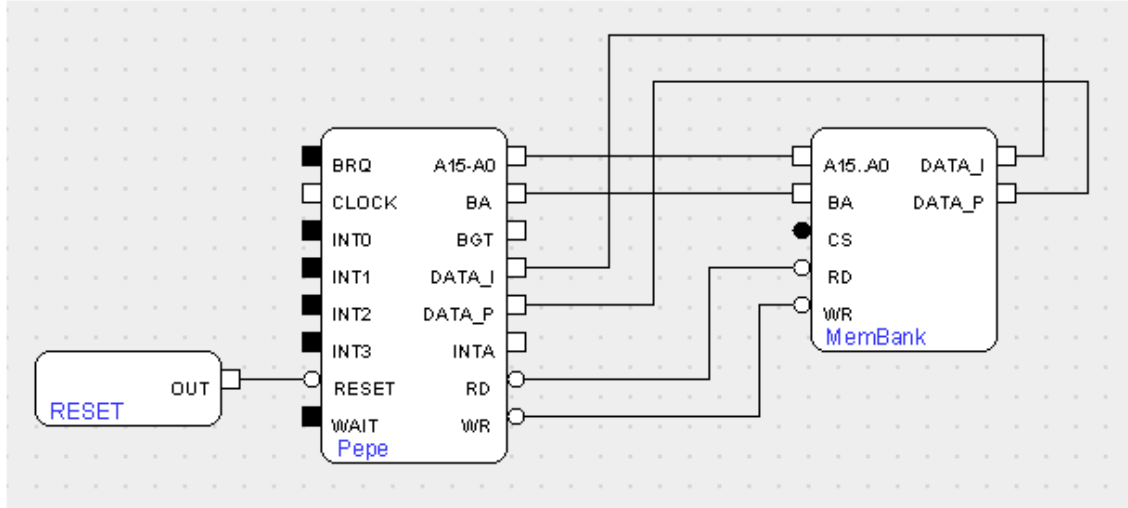 BRQ
CLOCK
INT0
INT1
INT2
INT3
RESET
WAIT
A15-A0
BA
BGT
DATA_I
DATA_P
INTA
RD
WR
Pepe
OUT
RESET
A15..A0
BA
CS
RD
WR
DATA_I
DATA_P
MemBank